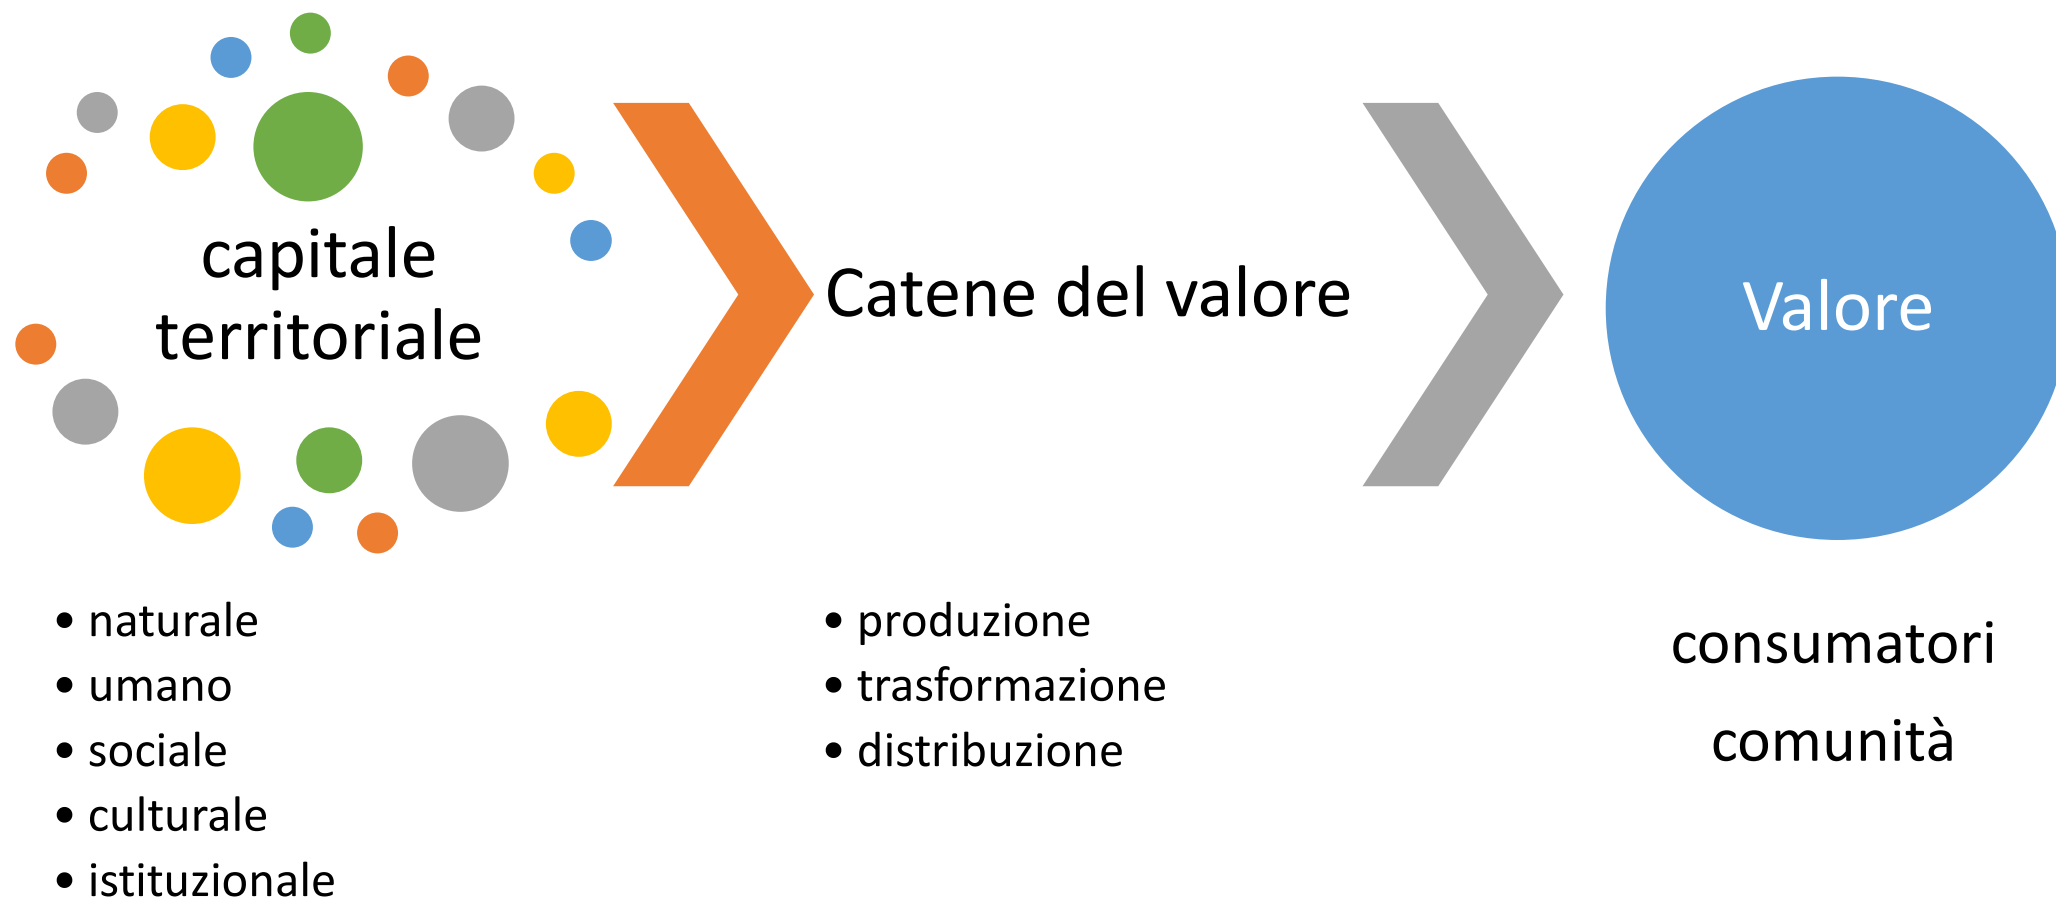 capitale
territoriale
Catene del valore
Valore
• naturale
• umano
• sociale
• culturale
• istituzionale
• produzione
• trasformazione
• distribuzione
consumatori
comunità